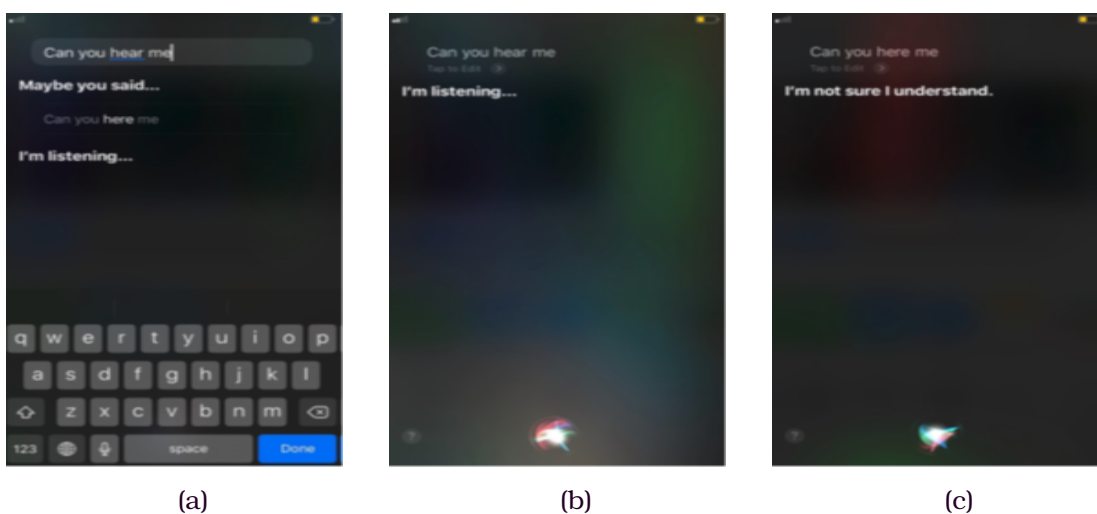 Can you hear me
Maybe you said...
Can you here me
I'm listening...
q w e r t y u i o p
a s d f g h j k l
z x c v b n m
123 space Done
(a)
Can you hear me
Tap to Edit
I'm listening...
?
(b)
Can you here me
Tap to Edit
I'm not sure I understand.
?
(c)